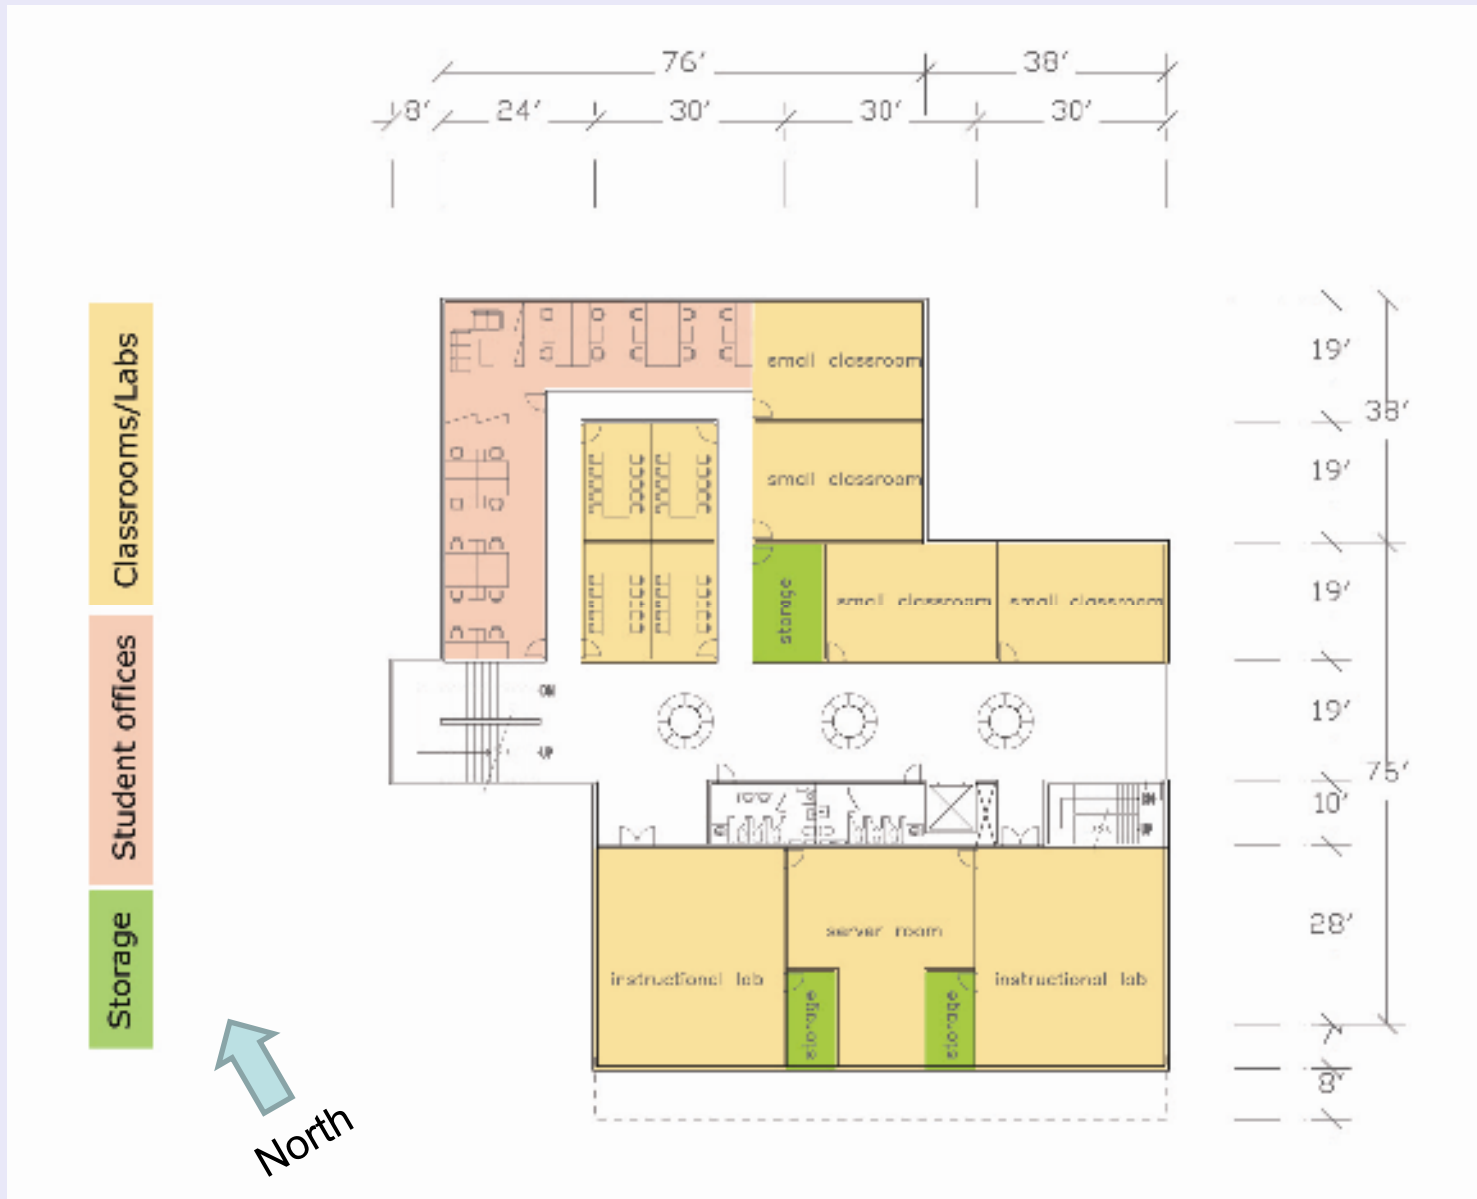 76'
38'
8'
24'
30'
30'
30'
Classrooms/Labs
Student offices
Storage
North
small classroom
small classroom
storage
small classroom
small classroom
DN
UP
server room
instructional lab
instructional lab
storage
storage
19'
38'
19'
19'
19'
75'
10'
28'
7'
8'